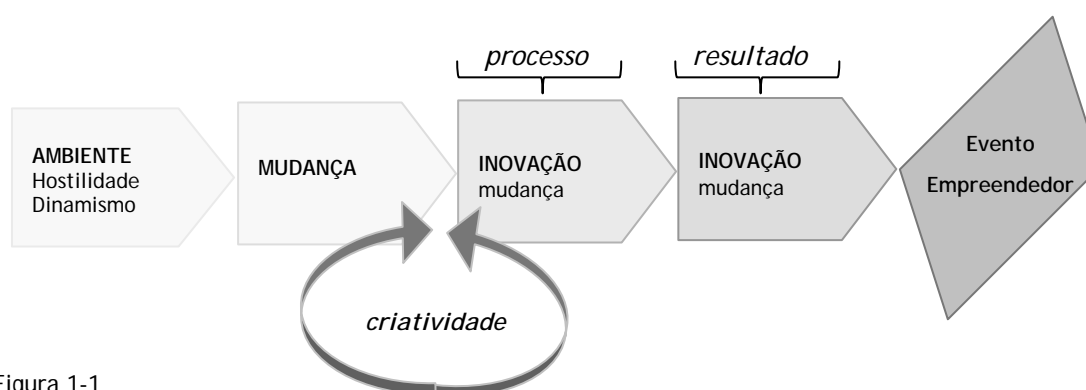 processo
resultado
AMBIENTE
Hostilidade
Dinamismo
MUDANÇA
INOVAÇÃO
mudança
INOVAÇÃO
mudança
Evento
Empreendedor
criatividade
Figura 1-1